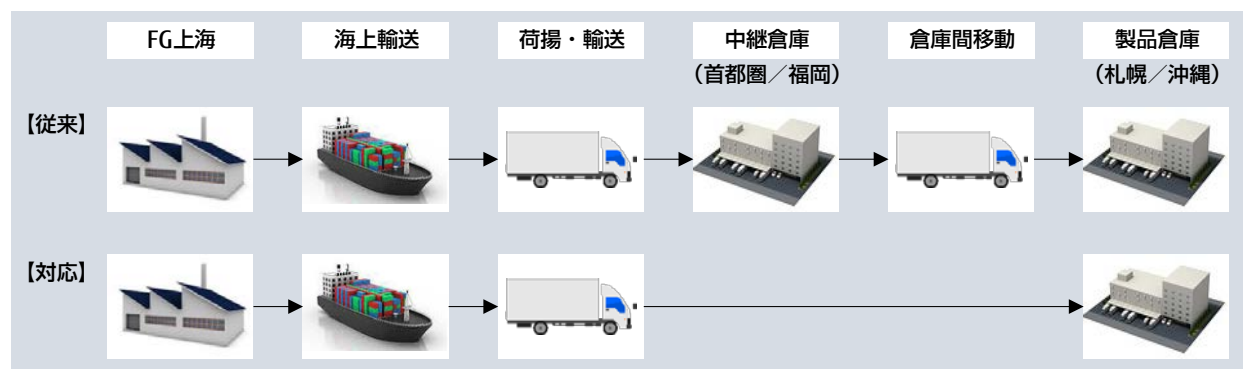 FG上海
海上輸送
荷揚・輸送
中継倉庫
（首都圏／福岡）
倉庫間移動
製品倉庫
（札幌／沖縄）
【従来】
【対応】